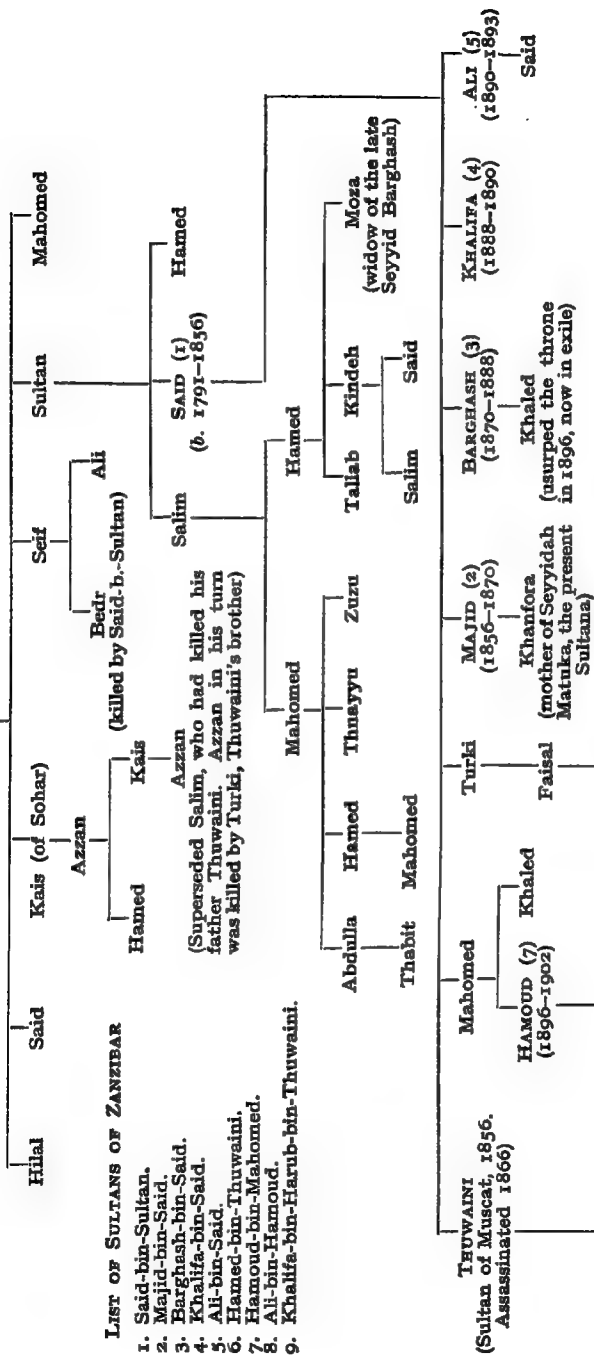 Hilal
Said
Kais (of Sohar)
Seif
Sultan
Mahomed
Azzan
Bedr
Ali
(killed by Said-b.-Sultan)
Hamed
Kais
Azzan
(Superseded Salim, who had killed his
father Thuwaini. Azzan in his turn
was killed by Turki, Thuwaini's brother)
Salim
SAID (1)
(b. 1791–1856)
Hamed
LIST OF SULTANS OF ZANZIBAR
1. Said-bin-Sultan.
2. Majid-bin-Said.
3. Barghash-bin-Said.
4. Khalifa-bin-Said.
5. Ali-bin-Said.
6. Hamed-bin-Thuwaini.
7. Hamoud-bin-Mahomed.
8. Ali-bin-Hamoud.
9. Khalifa-bin-Harub-bin-Thuwaini.
Mahomed
Hamed
Abdulla
Hamed
Thuayyu
Zuzu
Tallab
Kindeh
Moza
(widow of the late
Seyyid Barghash)
Thabit
Mahomed
Salim
Said
THUWAINI
(Sultan of Muscat, 1856.
Assassinated 1866)
Mahomed
Turki
MAJID (2)
(1856–1870)
BARGHASH (3)
(1870–1888)
KHALIFA (4)
(1888–1890)
ALI (5)
(1890–1893)
HAMOUD (7)
(1896–1902)
Khaled
Faisal
Khanfora
(mother of Seyyidah
Matuka, the present
Sultana)
Khaled
(usurped the throne
in 1896, now in exile)
Said